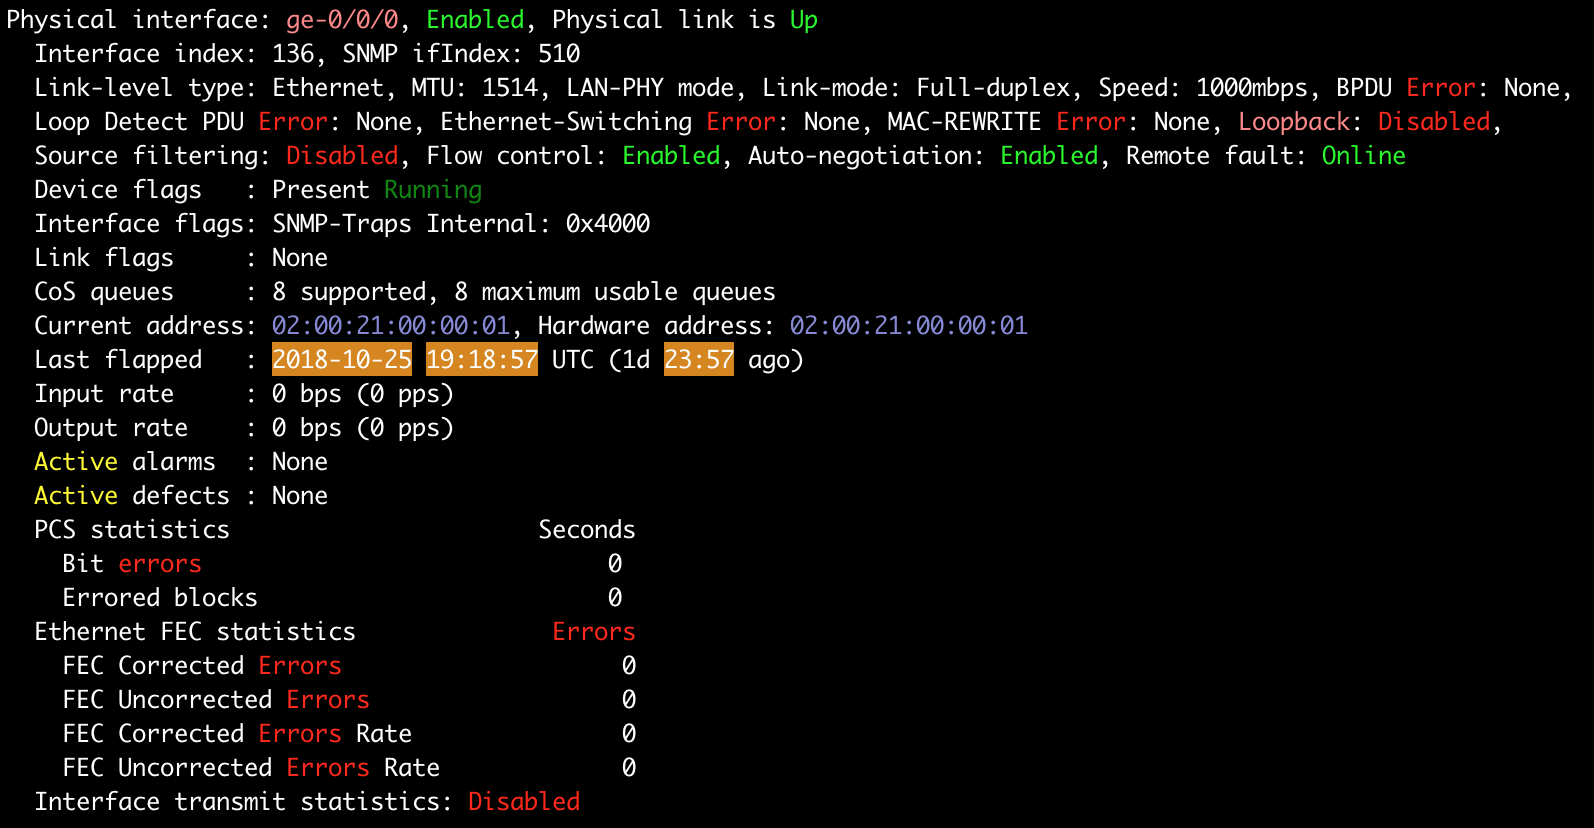 Physical interface: ge-0/0/0, Enabled, Physical link is Up
  Interface index: 136, SNMP ifIndex: 510
  Link-level type: Ethernet, MTU: 1514, LAN-PHY mode, Link-mode: Full-duplex, Speed: 1000mbps, BPDU Error: None,
  Loop Detect PDU Error: None, Ethernet-Switching Error: None, MAC-REWRITE Error: None, Loopback: Disabled,
  Source filtering: Disabled, Flow control: Enabled, Auto-negotiation: Enabled, Remote fault: Online
  Device flags   : Present Running
  Interface flags: SNMP-Traps Internal: 0x4000
  Link flags     : None
  CoS queues     : 8 supported, 8 maximum usable queues
  Current address: 02:00:21:00:00:01, Hardware address: 02:00:21:00:00:01
  Last flapped   : 2018-10-25 19:18:57 UTC (1d 23:57 ago)
  Input rate     : 0 bps (0 pps)
  Output rate    : 0 bps (0 pps)
  Active alarms  : None
  Active defects : None
  PCS statistics                      Seconds
    Bit errors                             0
    Errored blocks                         0
  Ethernet FEC statistics              Errors
    FEC Corrected Errors                    0
    FEC Uncorrected Errors                  0
    FEC Corrected Errors Rate               0
    FEC Uncorrected Errors Rate             0
  Interface transmit statistics: Disabled